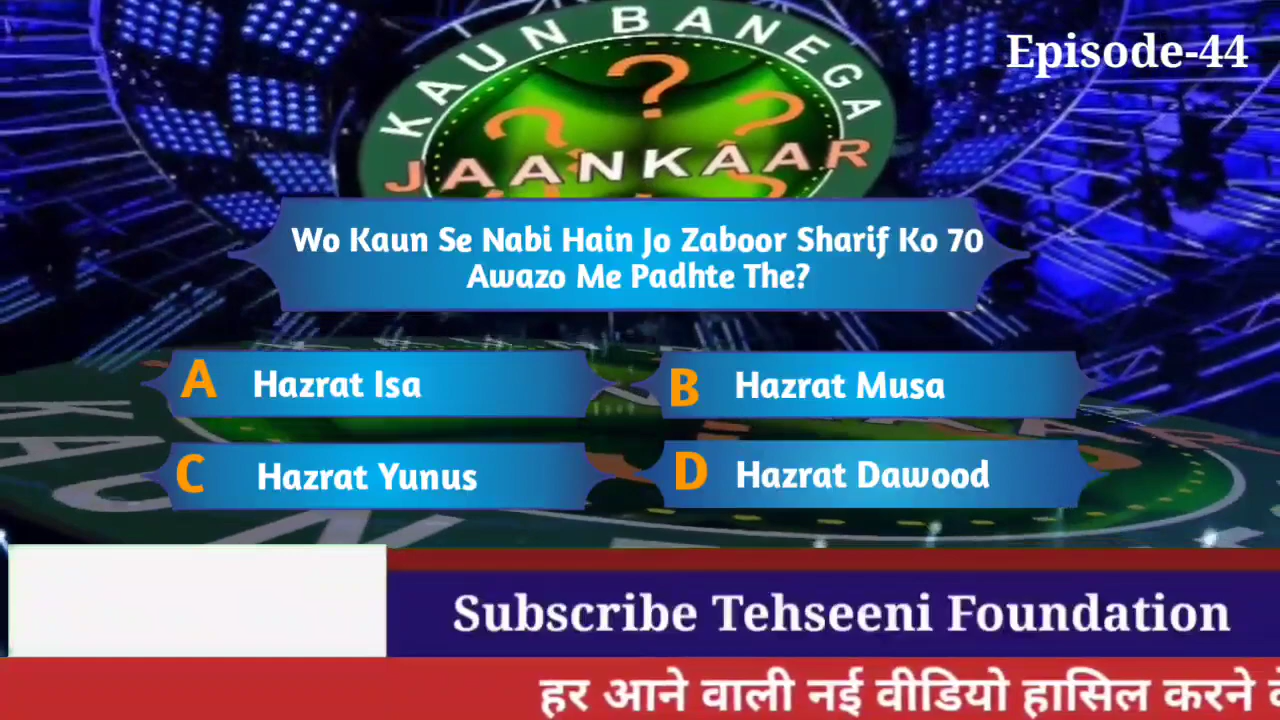 KAUN BANEGA
JAANKAAR
Episode-44
Wo Kaun Se Nabi Hain Jo Zaboor Sharif Ko 70
Awazo Me Padhte The?
A Hazrat Isa
B Hazrat Musa
C Hazrat Yunus
D Hazrat Dawood
Subscribe Tehseeni Foundation
हर आने वाली नई वीडियो हासिल करने